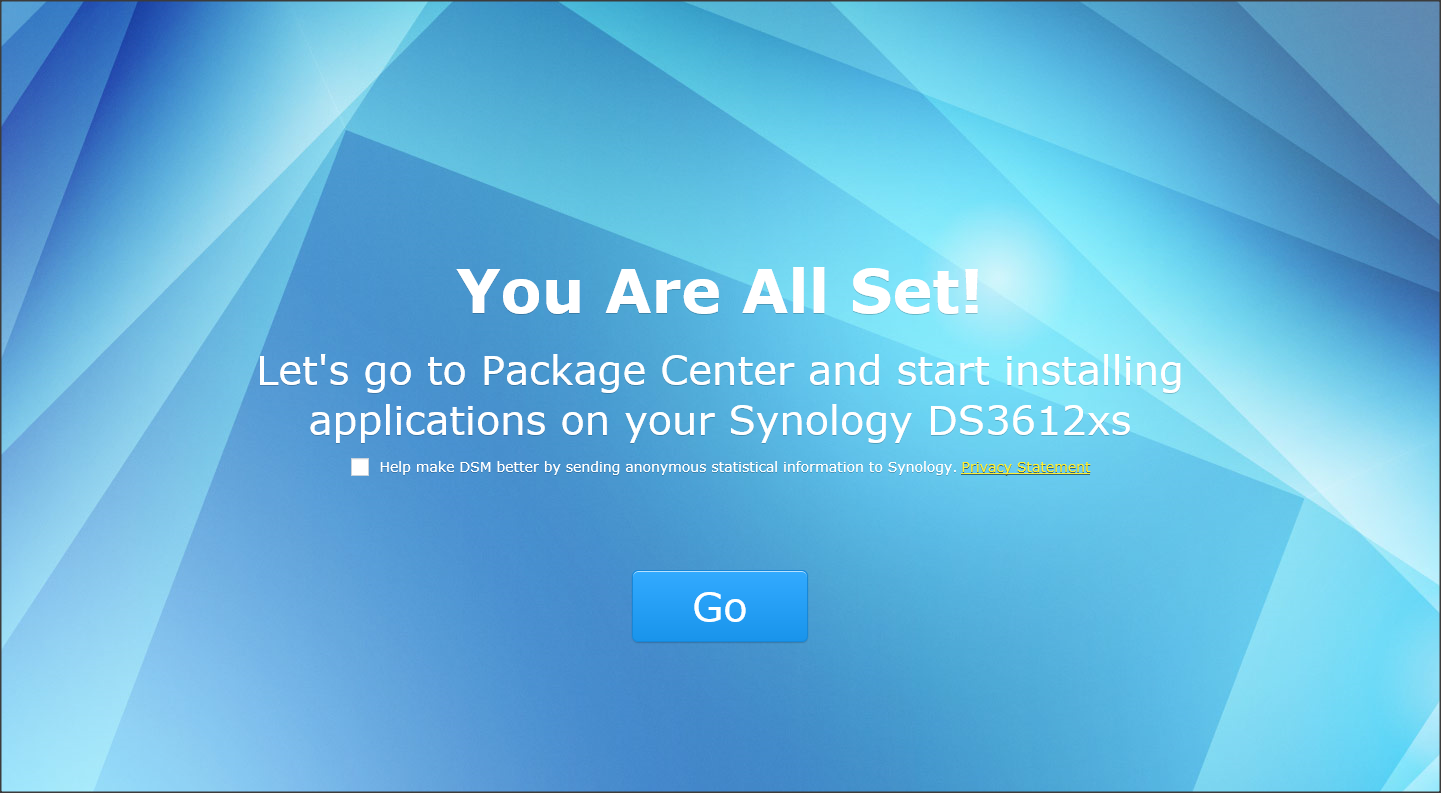 You Are All Set!
Let's go to Package Center and start installing
applications on your Synology DS3612xs
Help make DSM better by sending anonymous statistical information to Synology. Privacy Statement
Go